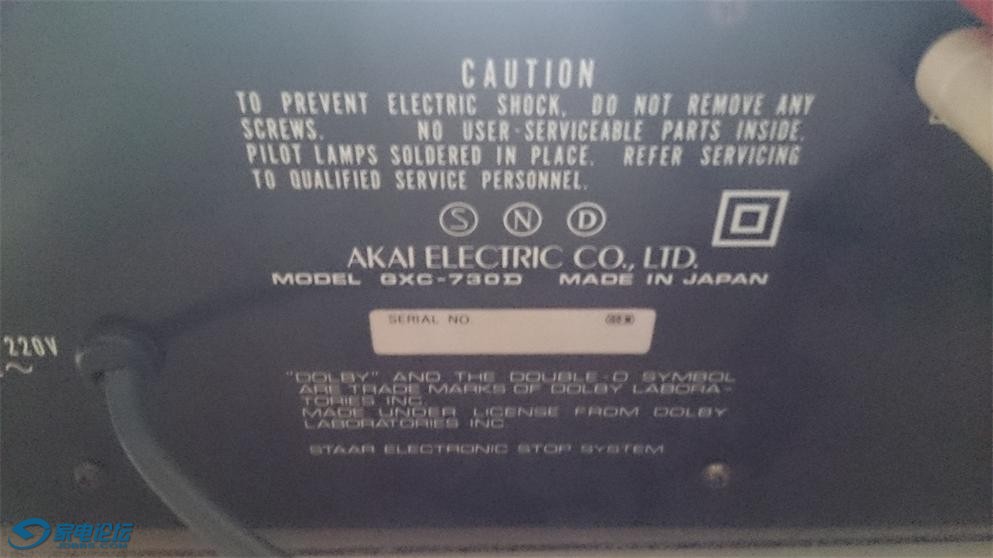 CAUTION
TO PREVENT ELECTRIC SHOCK, DO NOT REMOVE ANY
SCREWS. NO USER-SERVICEABLE PARTS INSIDE.
PILOT LAMPS SOLDERED IN PLACE. REFER SERVICING
TO QUALIFIED SERVICE PERSONNEL.
S N D
AKAI ELECTRIC CO., LTD.
MODEL GXC-730D MADE IN JAPAN
SERIAL NO.
220V
~
"DOLBY" AND THE DOUBLE-D SYMBOL
ARE TRADE MARKS OF DOLBY LABORA-
TORIES INC.
MADE UNDER LICENSE FROM DOLBY
LABORATORIES INC.
STAAR ELECTRONIC STOP SYSTEM
家电论坛